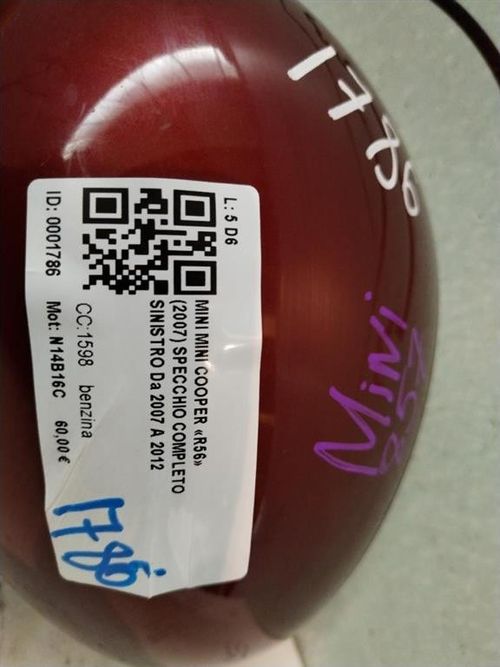 L: 5 D6
MINI MINI COOPER «R56»
(2007) SPECCHIO COMPLETO
SINISTRO Da 2007 A 2012
CC:1598 benzina
ID: 0001786 Mot: N14B16C 60,00 €
1786
1786
Mini
R57